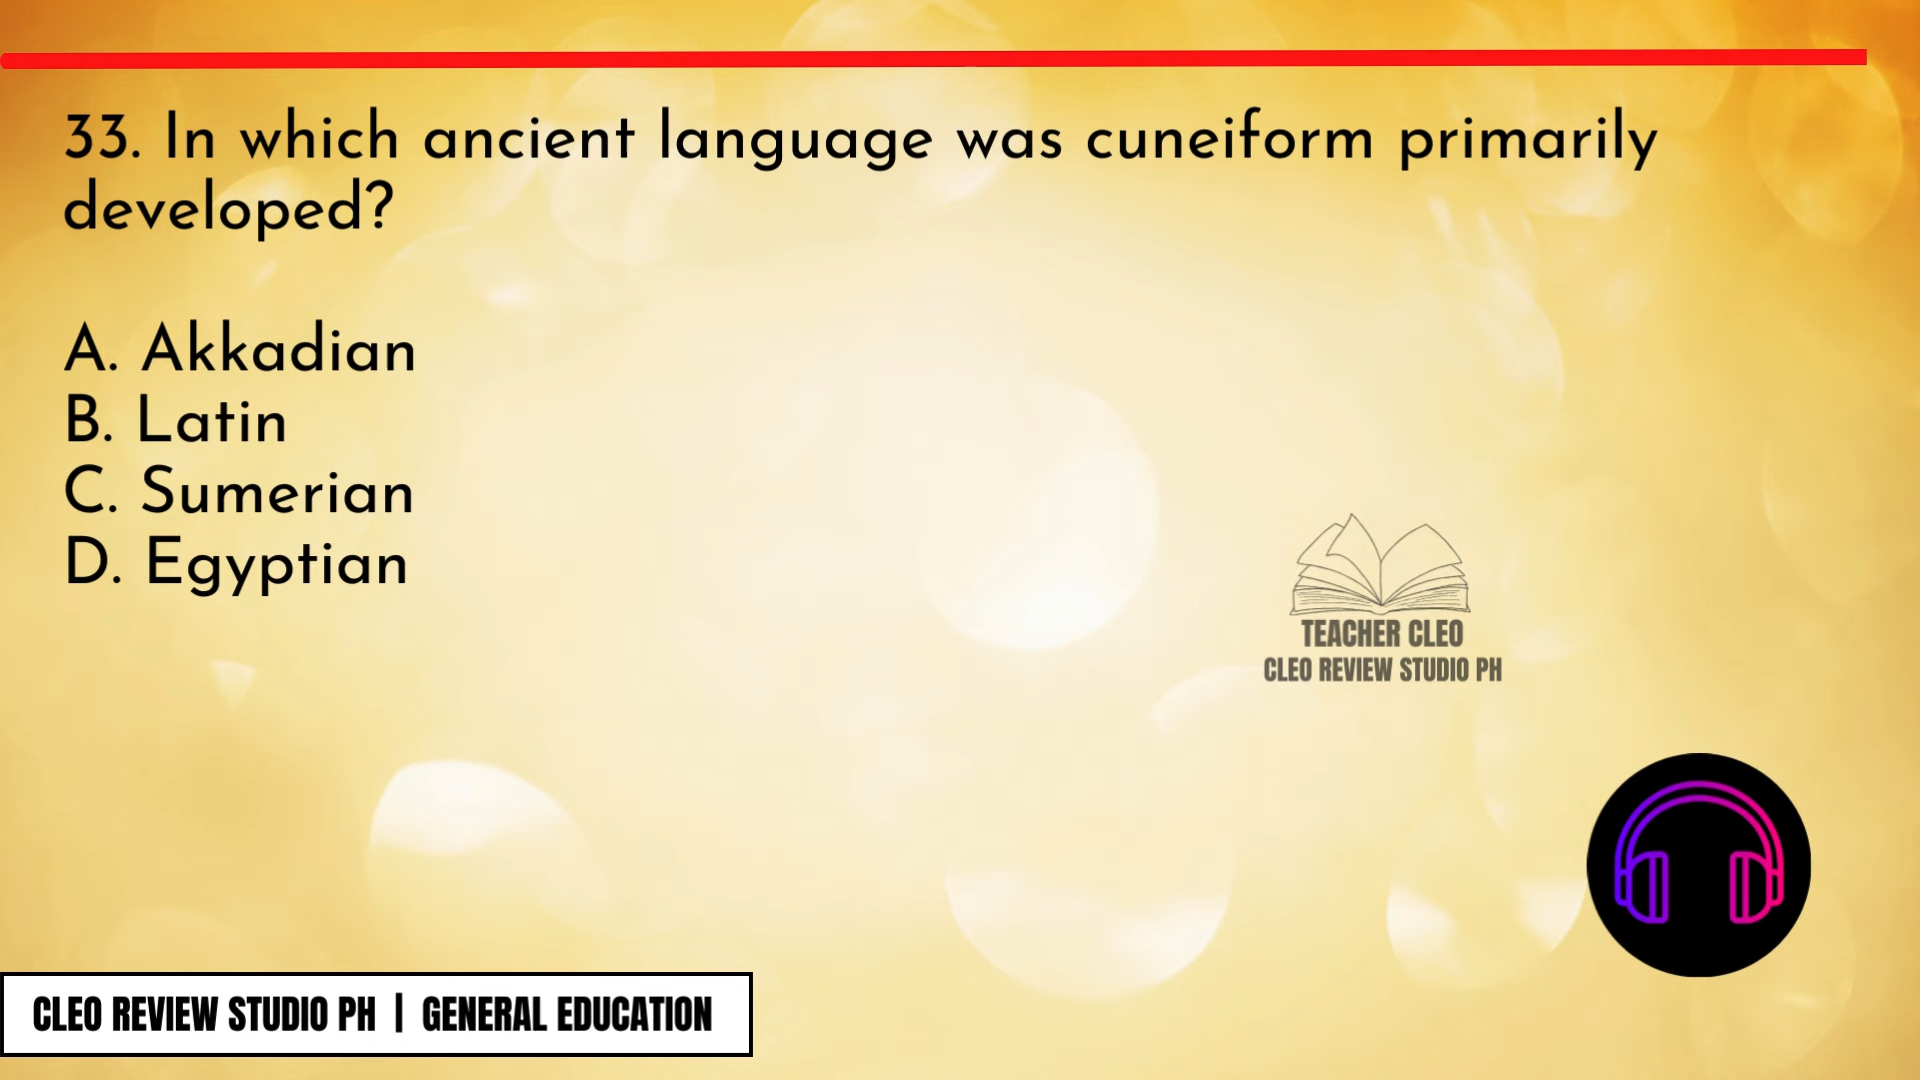 33. In which ancient language was cuneiform primarily
developed?
A. Akkadian
B. Latin
C. Sumerian
D. Egyptian
TEACHER CLEO
CLEO REVIEW STUDIO PH
CLEO REVIEW STUDIO PH | GENERAL EDUCATION